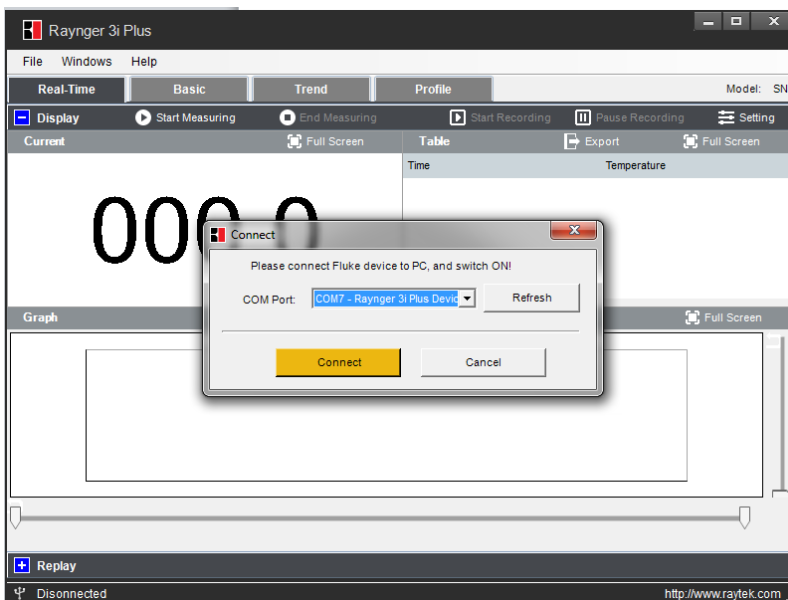 Raynger 3i Plus
File Windows Help
Real-Time Basic Trend Profile Model: SN
Display Start Measuring End Measuring Start Recording Pause Recording Setting
Current Full Screen Table Export Full Screen
Time Temperature
Connect
Please connect Fluke device to PC, and switch ON!
COM Port: COM7 - Raynger 3i Plus Devic Refresh
Graph Full Screen
Connect Cancel
Replay
Disonnected http://www.raytek.com